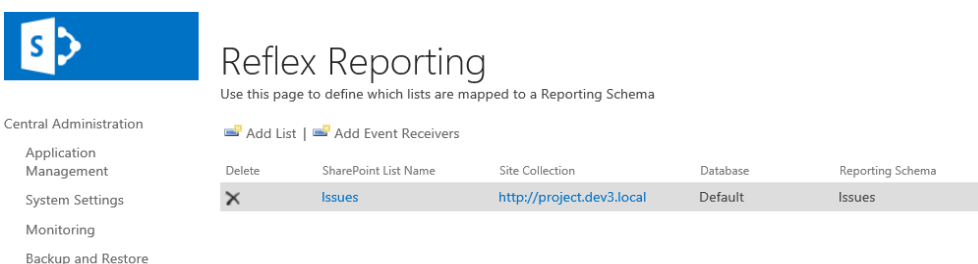 S
Reflex Reporting
Use this page to define which lists are mapped to a Reporting Schema
Central Administration
Application
Management
System Settings
Monitoring
Backup and Restore
Add List | Add Event Receivers
Delete SharePoint List Name Site Collection Database Reporting Schema
Issues http://project.dev3.local Default Issues